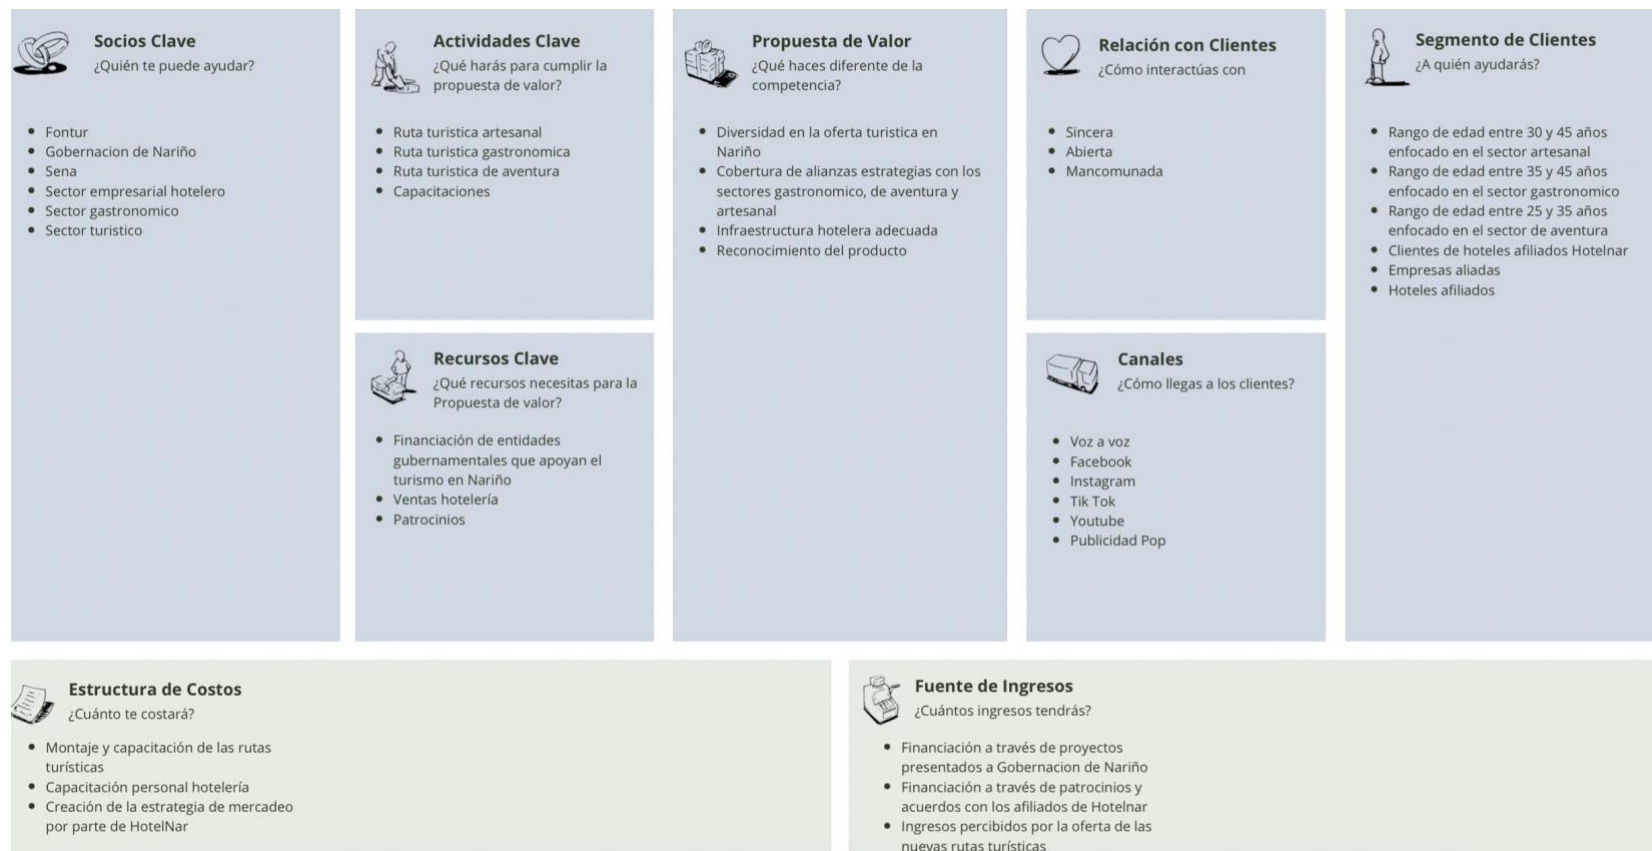 Socios Clave
¿Quién te puede ayudar?
Fontur
Gobernacion de Nariño
Sena
Sector empresarial hotelero
Sector gastronomico
Sector turistico
Actividades Clave
¿Qué harás para cumplir la
propuesta de valor?
Ruta turistica artesanal
Ruta turistica gastronomica
Ruta turistica de aventura
Capacitaciones
Recursos Clave
¿Qué recursos necesitas para la
Propuesta de valor?
Financiación de entidades
gubernamentales que apoyan el
turismo en Nariño
Ventas hotelería
Patrocinios
Propuesta de Valor
¿Qué haces diferente de la
competencia?
Diversidad en la oferta turistica en
Nariño
Cobertura de alianzas estrategias con los
sectores gastronomico, de aventura y
artesanal
Infraestructura hotelera adecuada
Reconocimiento del producto
Relación con Clientes
¿Cómo interactúas con
Sincera
Abierta
Mancomunada
Canales
¿Cómo llegas a los clientes?
Voz a voz
Facebook
Instagram
Tik Tok
Youtube
Publicidad Pop
Segmento de Clientes
¿A quién ayudarás?
Rango de edad entre 30 y 45 años
enfocado en el sector artesanal
Rango de edad entre 35 y 45 años
enfocado en el sector gastronomico
Rango de edad entre 25 y 35 años
enfocado en el sector de aventura
Clientes de hoteles afiliados Hotelnar
Empresas aliadas
Hoteles afiliados
Estructura de Costos
¿Cuánto te costará?
Montaje y capacitación de las rutas
turísticas
Capacitación personal hotelería
Creación de la estrategia de mercadeo
por parte de HotelNar
Fuente de Ingresos
¿Cuántos ingresos tendrás?
Financiación a través de proyectos
presentados a Gobernacion de Nariño
Financiación a través de patrocinios y
acuerdos con los afiliados de Hotelnar
Ingresos percibidos por la oferta de las
nuevas rutas turísticas